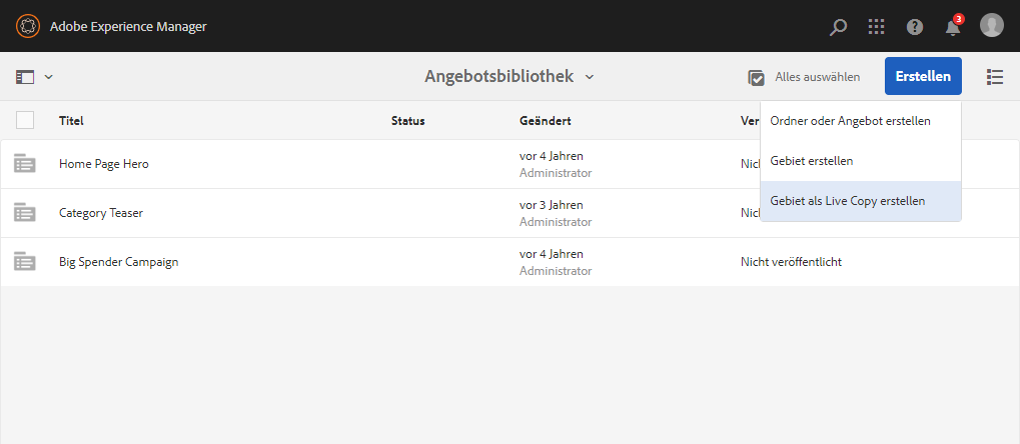 Adobe Experience Manager
3
Angebotsbibliothek
Alles auswählen
Erstellen
Titel
Status
Geändert
Ver
Ordner oder Angebot erstellen
Gebiet erstellen
Gebiet als Live Copy erstellen
Home Page Hero
vor 4 Jahren
Administrator
Nic
Category Teaser
vor 3 Jahren
Administrator
Nic
Big Spender Campaign
vor 4 Jahren
Administrator
Nicht veröffentlicht